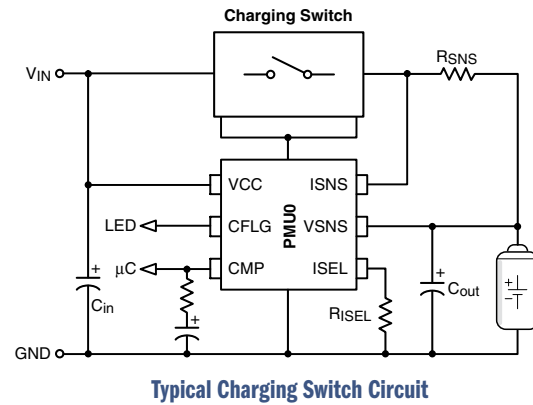 Charging Switch
VIN
RSNS
VCC
ISNS
LED
CFLG
PMU0
VSNS
µC
CMP
ISEL
+
Cin
+
RISEL
+
Cout
+
−
GND
Typical Charging Switch Circuit